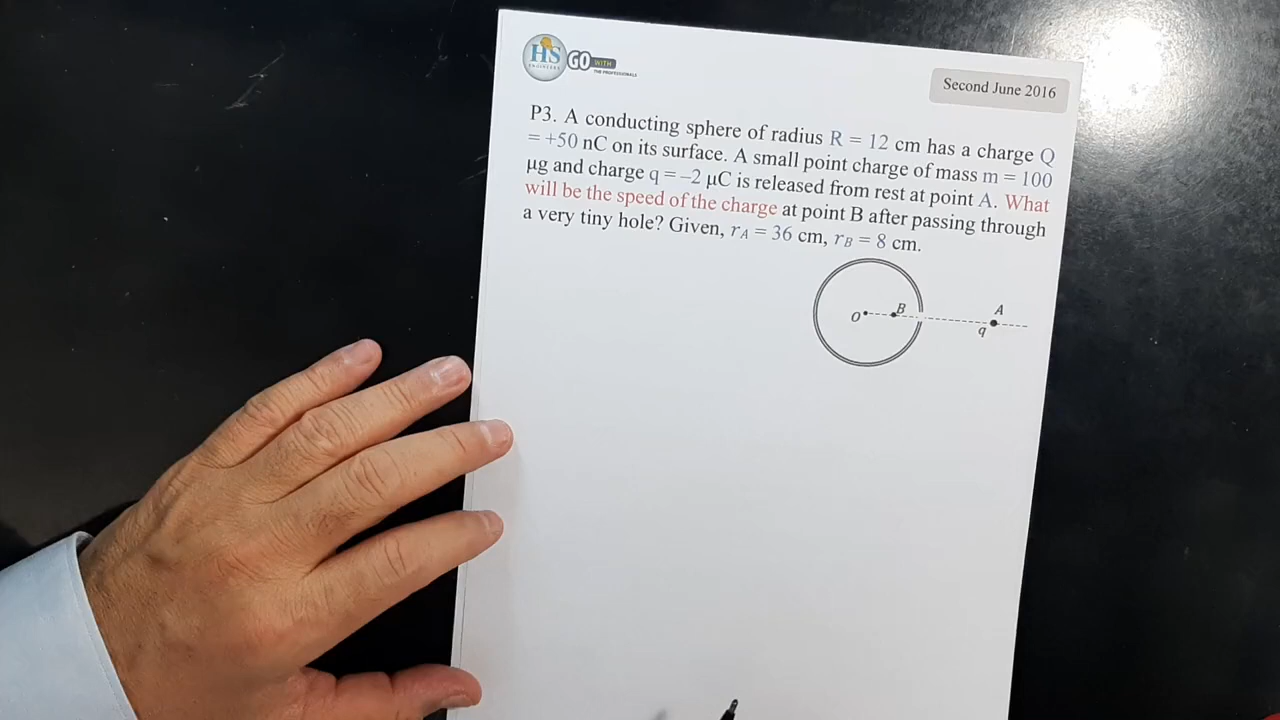 HS
ENGINEERS
GO WITH
THE PROFESSIONALS
Second June 2016
P3. A conducting sphere of radius R = 12 cm has a charge Q
= +50 nC on its surface. A small point charge of mass m = 100
μg and charge q = –2 μC is released from rest at point A. What
will be the speed of the charge at point B after passing through
a very tiny hole? Given, rA = 36 cm, rB = 8 cm.
O B A
q